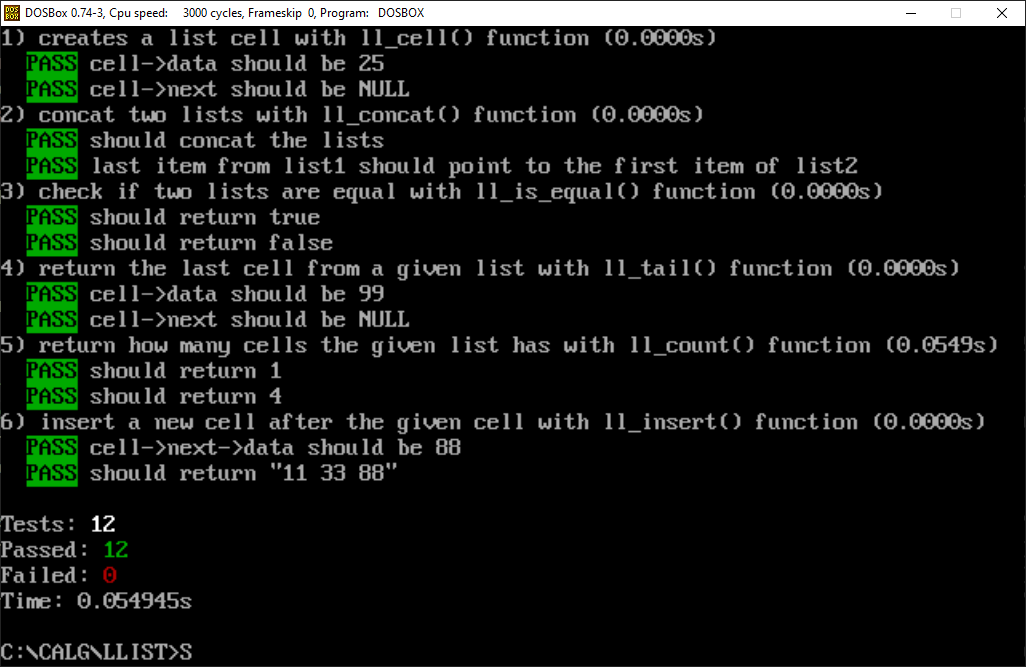 DOS BOX DOSBox 0.74-3, Cpu speed: 3000 cycles, Frameskip 0, Program: DOSBOX
1) creates a list cell with ll_cell() function (0.0000s)
PASS cell->data should be 25
PASS cell->next should be NULL
2) concat two lists with ll_concat() function (0.0000s)
PASS should concat the lists
PASS last item from list1 should point to the first item of list2
3) check if two lists are equal with ll_is_equal() function (0.0000s)
PASS should return true
PASS should return false
4) return the last cell from a given list with ll_tail() function (0.0000s)
PASS cell->data should be 99
PASS cell->next should be NULL
5) return how many cells the given list has with ll_count() function (0.0549s)
PASS should return 1
PASS should return 4
6) insert a new cell after the given cell with ll_insert() function (0.0000s)
PASS cell->next->data should be 88
PASS should return "11 33 88"
Tests: 12
Passed: 12
Failed: 0
Time: 0.054945s
C:\CALG\LLIST>S